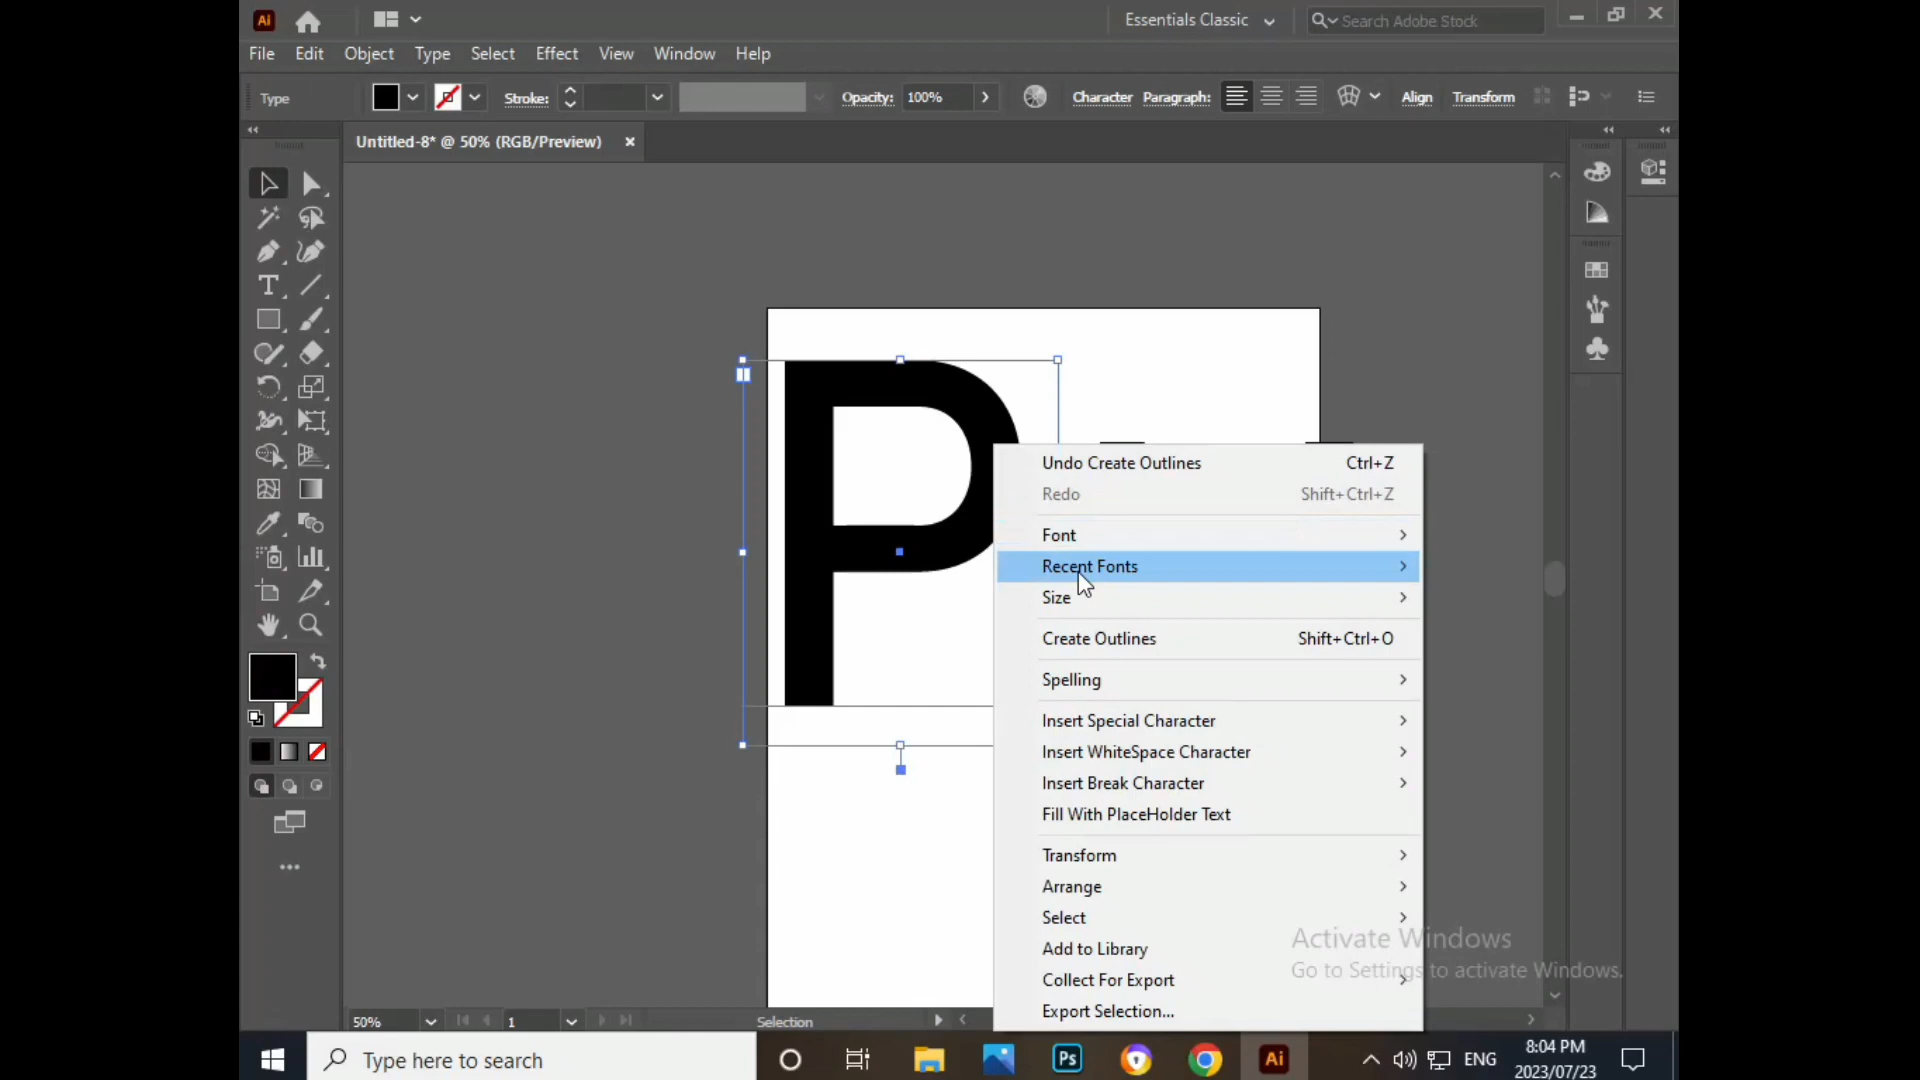 Ai
Essentials Classic
Search Adobe Stock
File Edit Object Type Select Effect View Window Help
Type
Stroke:
Opacity: 100%
Character Paragraph:
Align Transform
Untitled-8* @ 50% (RGB/Preview)
P
Undo Create Outlines Ctrl+Z
Redo Shift+Ctrl+Z
Font
Recent Fonts
Size
Create Outlines Shift+Ctrl+O
Spelling
Insert Special Character
Insert WhiteSpace Character
Insert Break Character
Fill With PlaceHolder Text
Transform
Arrange
Select
Add to Library
Collect For Export
Export Selection...
Activate Windows
Go to Settings to activate Windows.
50% 1 Selection
Type here to search
Ps
Ai
ENG
8:04 PM
2023/07/23